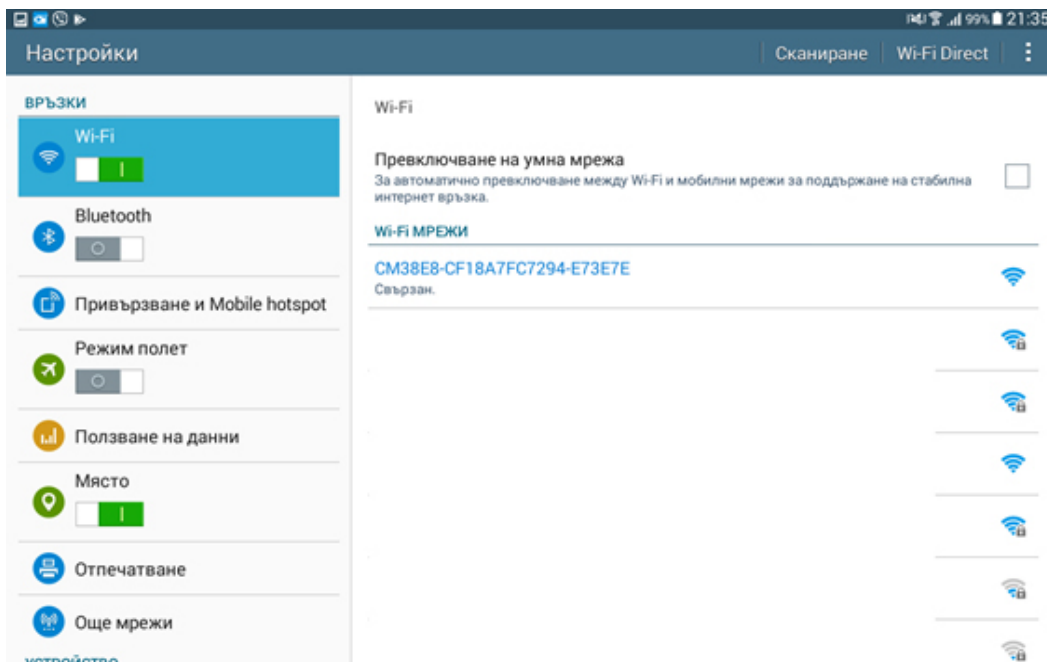 99% 21:35
Настройки
Сканиране
Wi-Fi Direct
ВРЪЗКИ
Wi-Fi
Bluetooth
Привързване и Mobile hotspot
Режим полет
Ползване на данни
Място
Отпечатване
Още мрежи
устройство
Wi-Fi
Превключване на умна мрежа
За автоматично превключване между Wi-Fi и мобилни мрежи за поддържане на стабилна
интернет връзка.
Wi-Fi МРЕЖИ
CM38E8-CF18A7FC7294-E73E7E
Свързан.